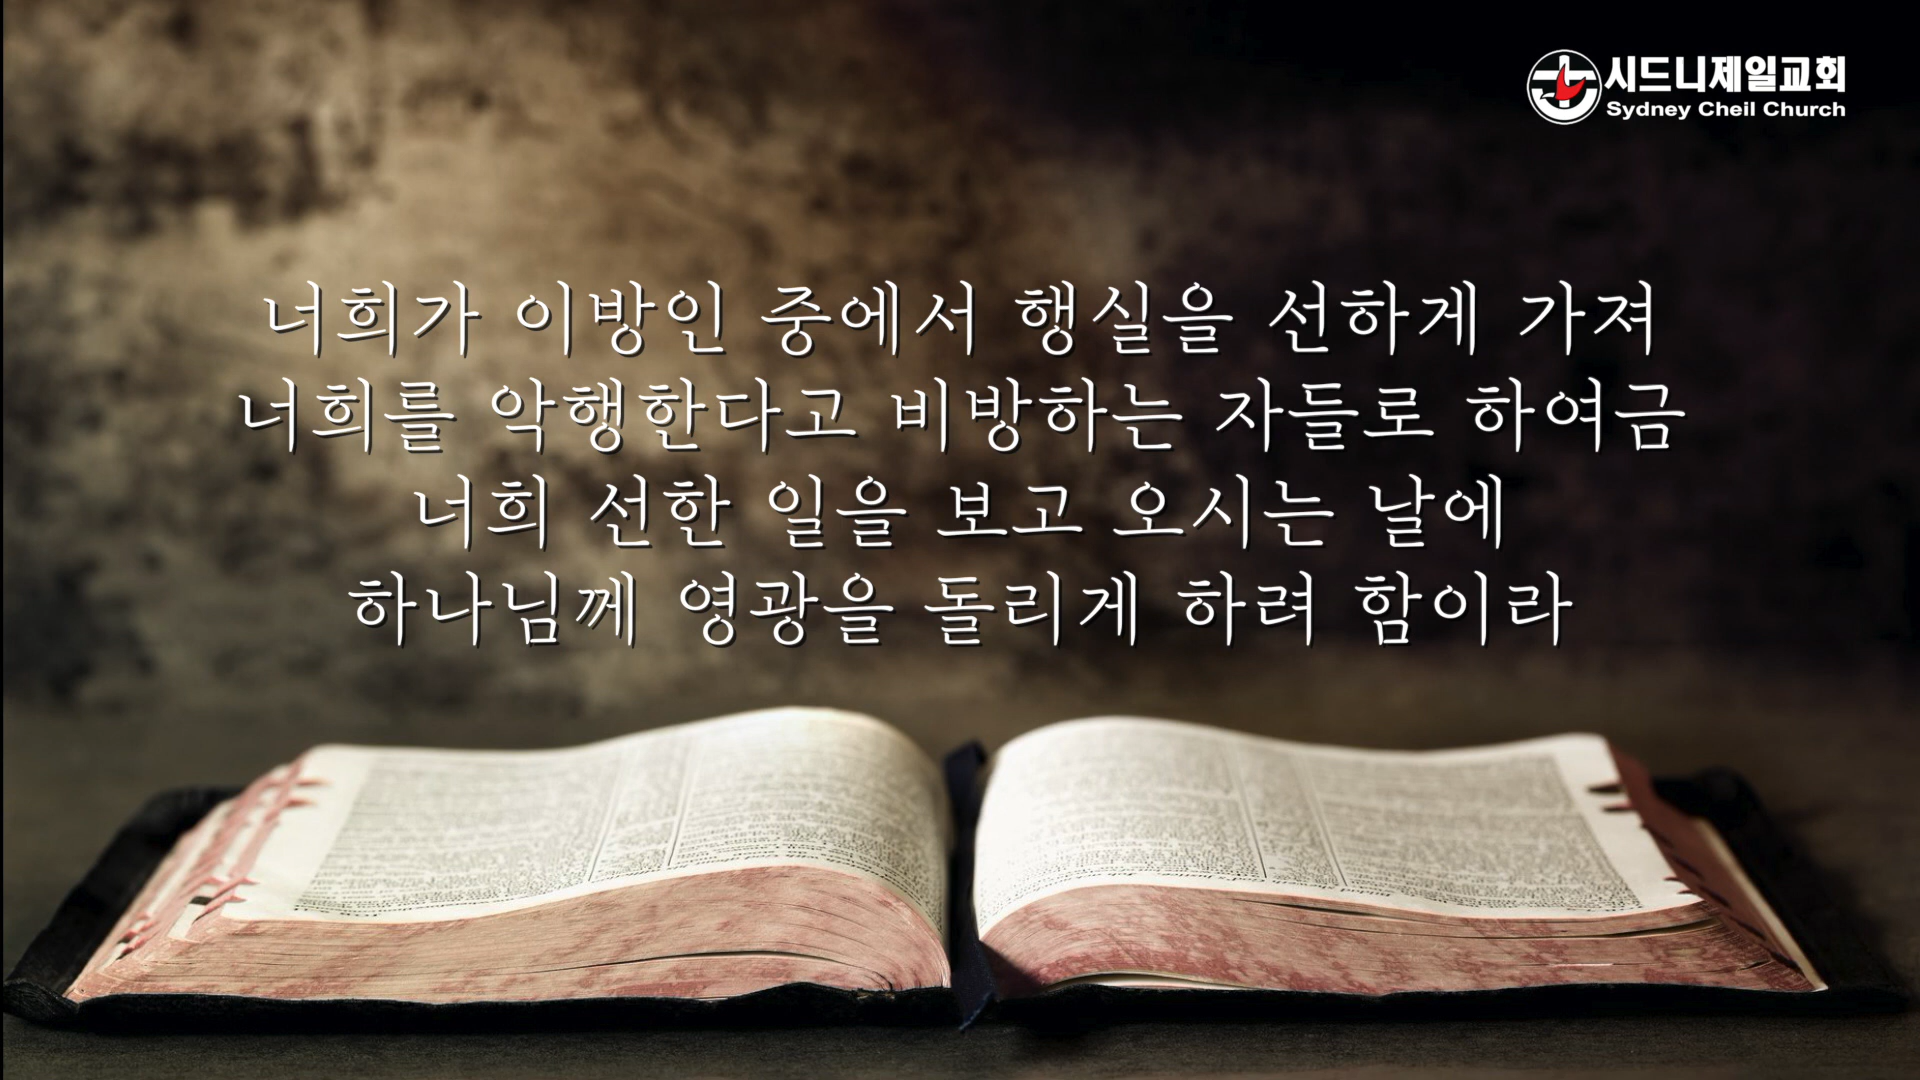 시드니제일교회
Sydney Cheil Church
너희가 이방인 중에서 행실을 선하게 가져
너희를 악행한다고 비방하는 자들로 하여금
너희 선한 일을 보고 오시는 날에
하나님께 영광을 돌리게 하려 함이라